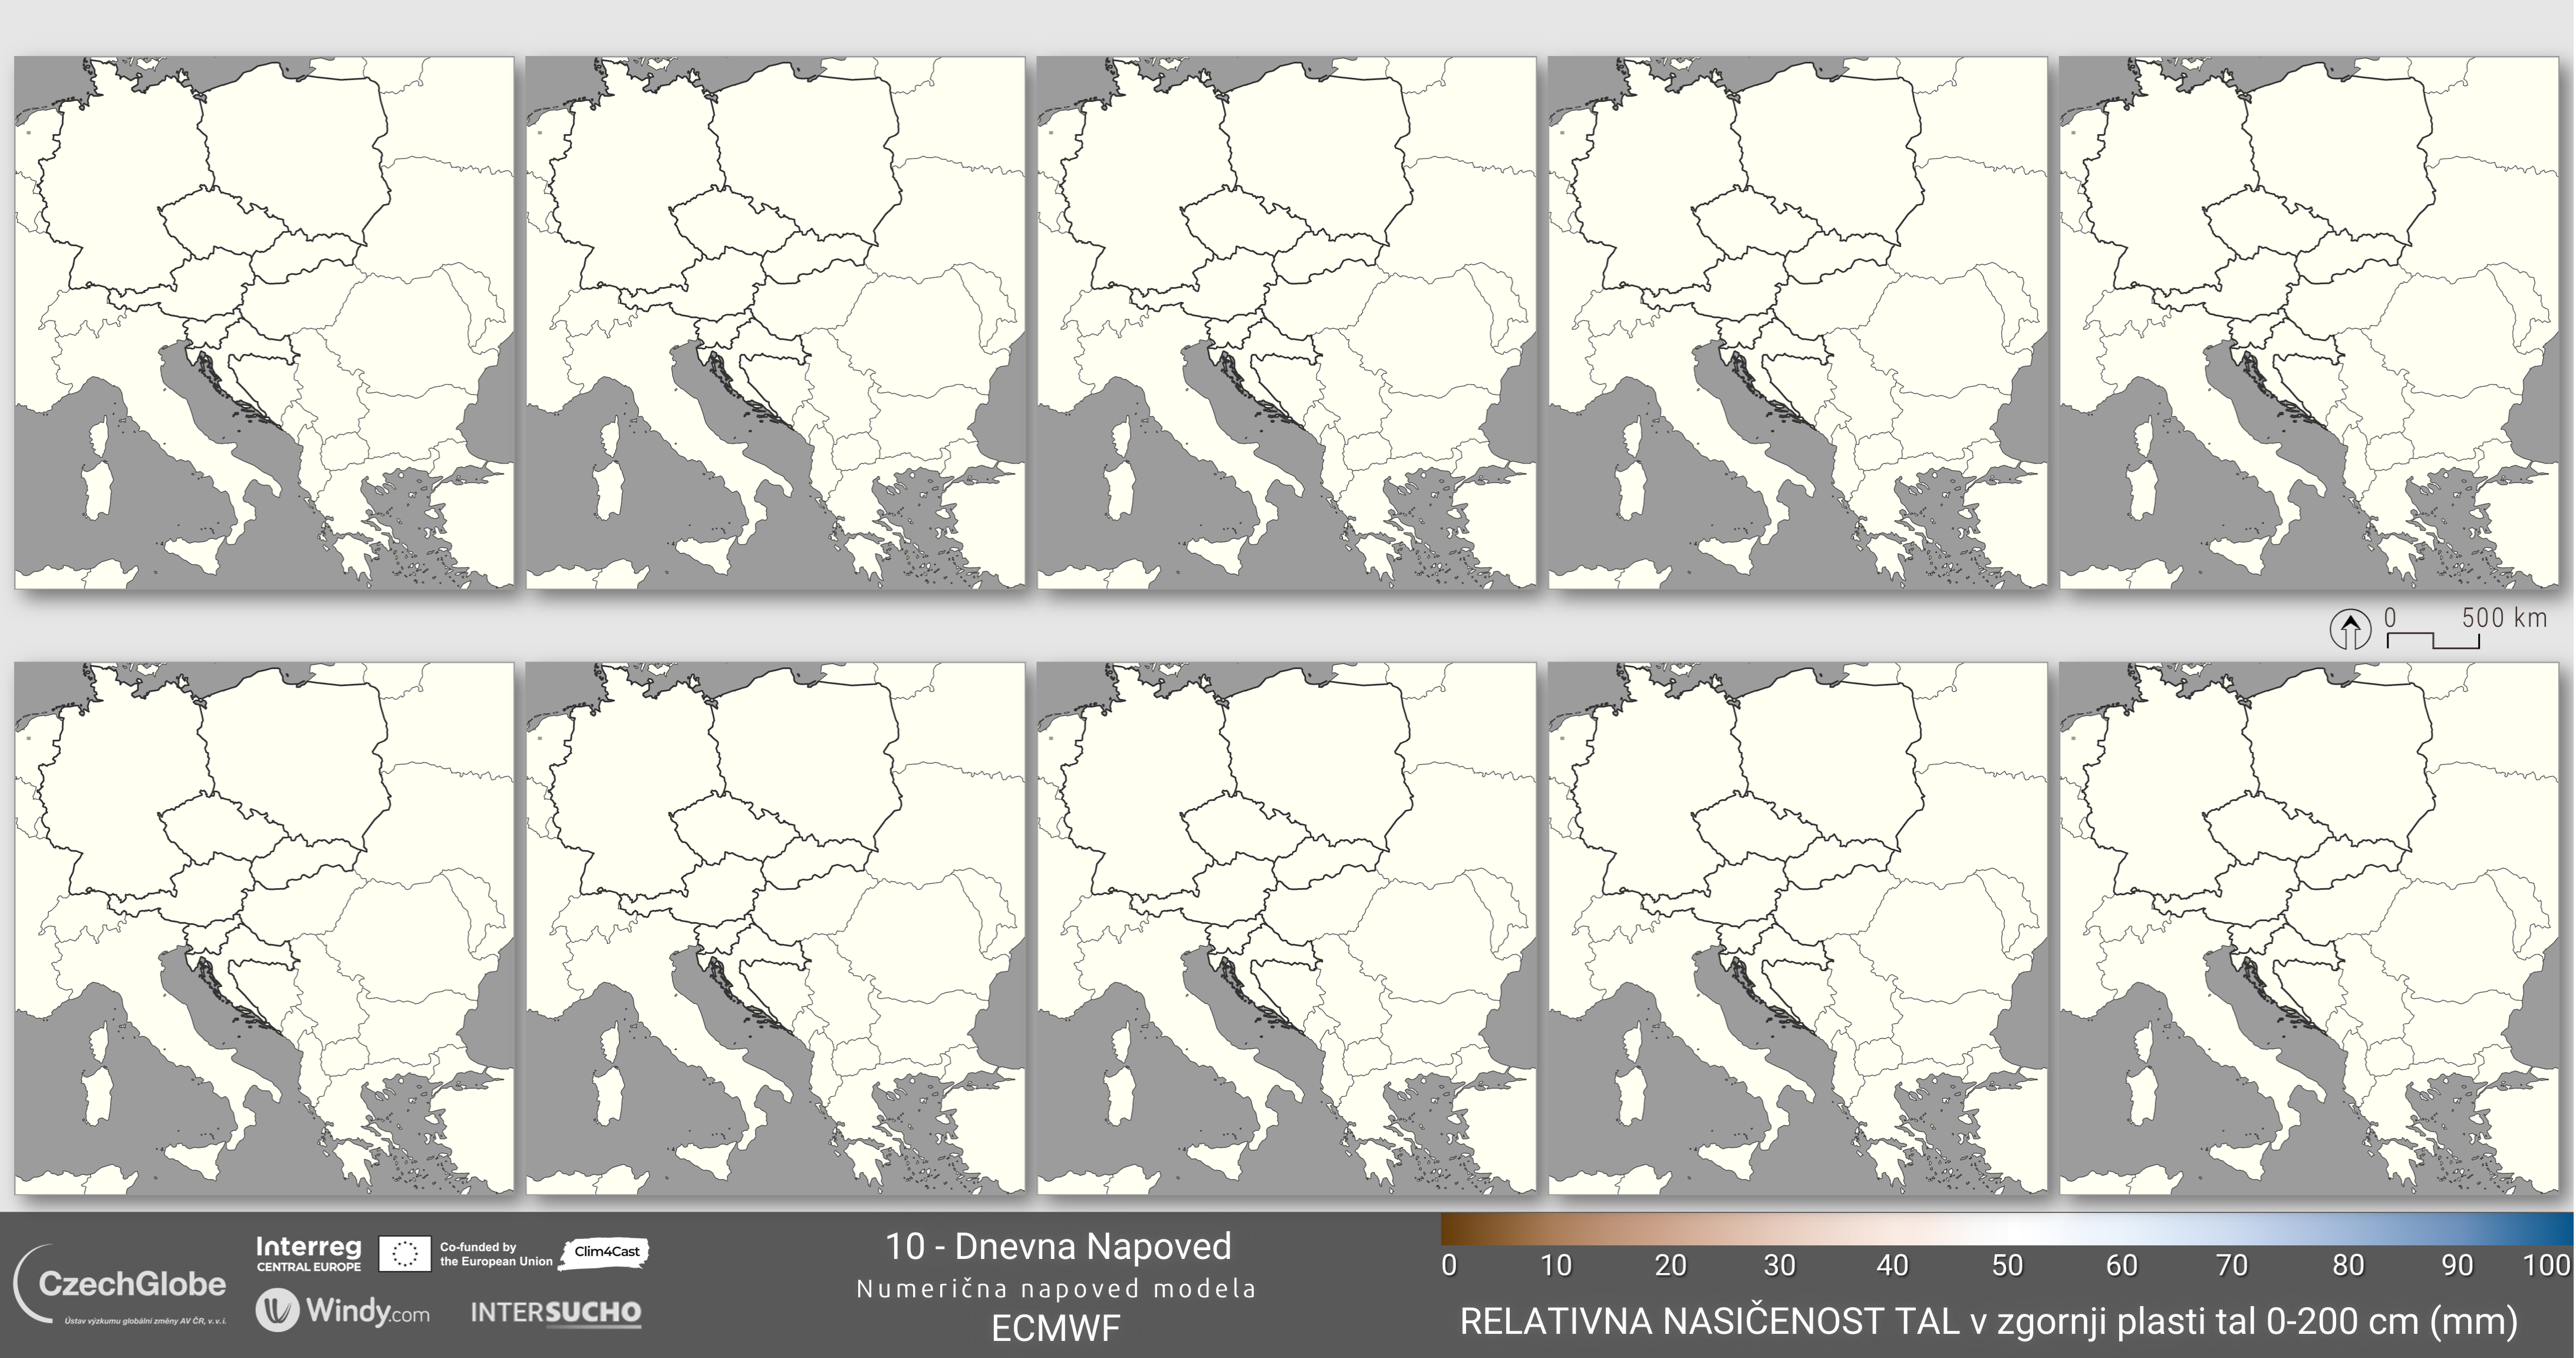 0 500 km
Interreg
CENTRAL EUROPE
Co-funded by
the European Union
Clim4Cast
CzechGlobe
Ústav výzkumu globální změny AV ČR, v. v. i.
Windy.com
INTERSUCHO
10 - Dnevna Napoved
Numerična napoved modela
ECMWF
0 10 20 30 40 50 60 70 80 90 100
RELATIVNA NASIČENOST TAL v zgornji plasti tal 0-200 cm (mm)